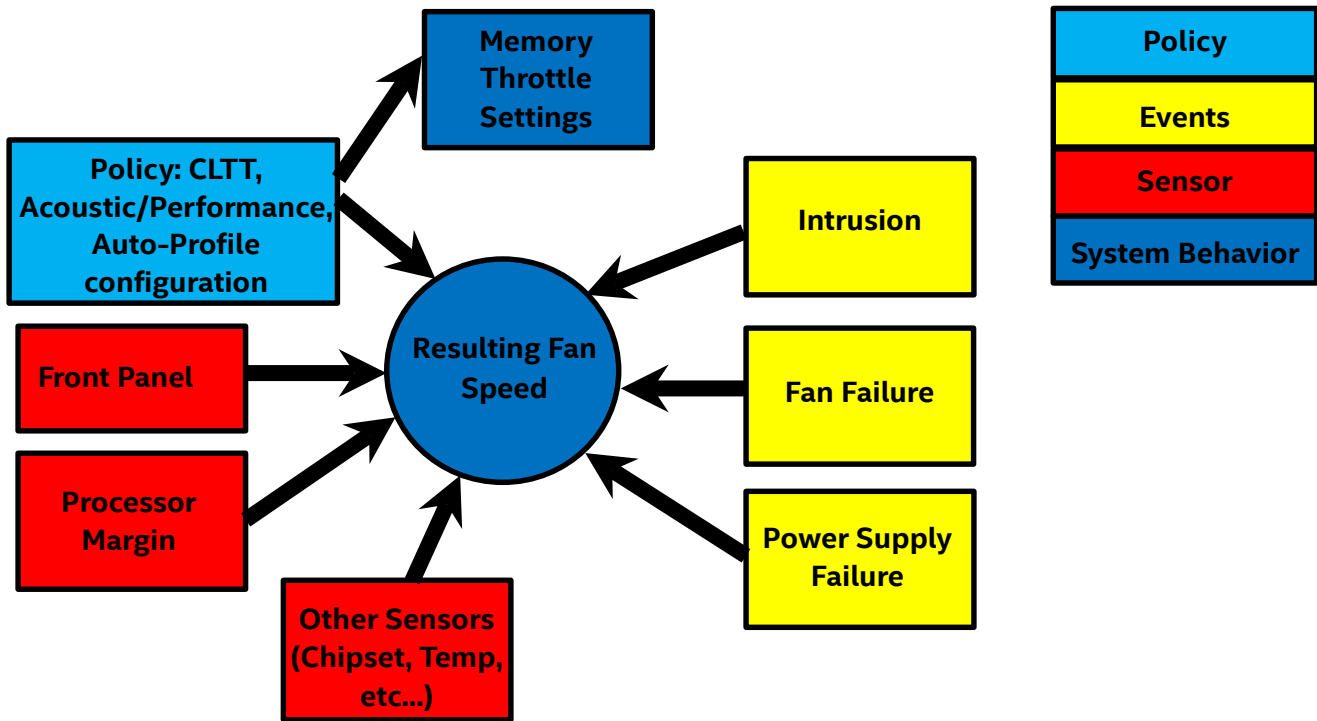 Memory
Throttle
Settings
Policy: CLTT,
Acoustic/Performance,
Auto-Profile
configuration
Intrusion
Front Panel
Resulting Fan
Speed
Fan Failure
Processor
Margin
Power Supply
Failure
Other Sensors
(Chipset, Temp,
etc...)
Policy
Events
Sensor
System Behavior